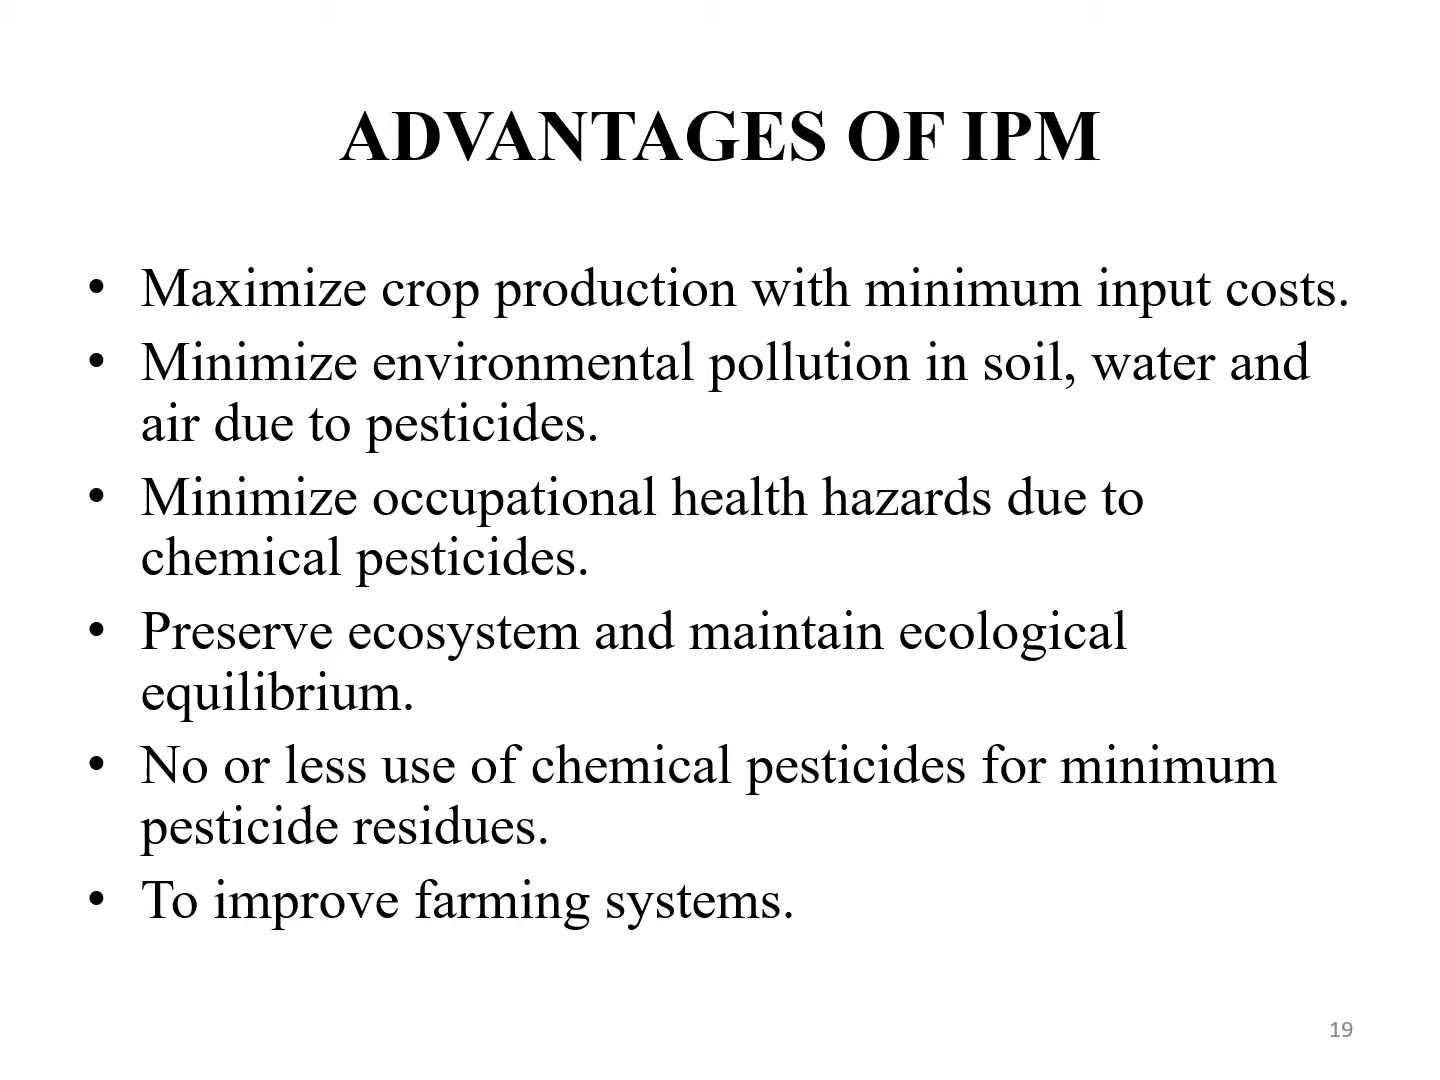 ADVANTAGES OF IPM
• Maximize crop production with minimum input costs.
• Minimize environmental pollution in soil, water and
air due to pesticides.
• Minimize occupational health hazards due to
chemical pesticides.
• Preserve ecosystem and maintain ecological
equilibrium.
• No or less use of chemical pesticides for minimum
pesticide residues.
• To improve farming systems.
19